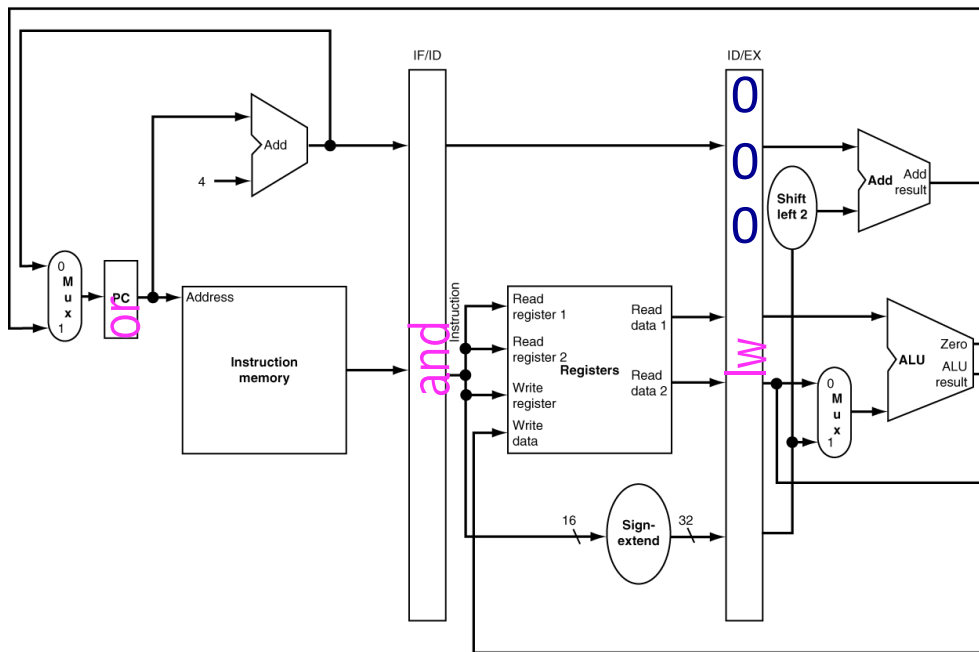 IF/ID
ID/EX
0
0
0
Add
4
Add
Add
result
Shift
left 2
0
M
u
x
1
PC
or
Address
Instruction
memory
Instruction
and
Read
register 1
Read
register 2
Write
register
Write
data
Registers
Read
data 1
Read
data 2
lw
Zero
ALU
ALU
result
0
M
u
x
1
16
Sign-
extend
32